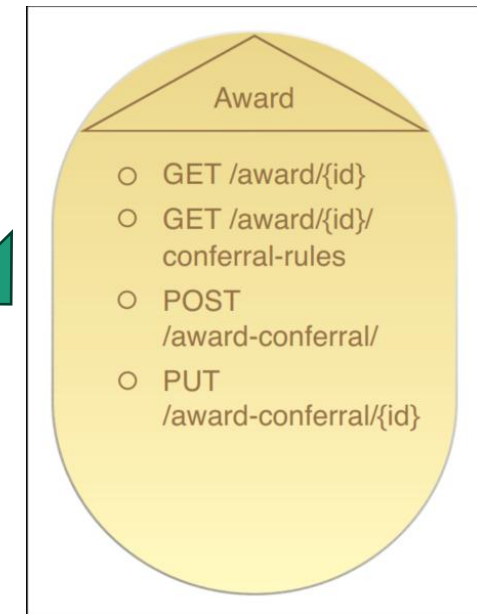 Award
GET /award/{id}
GET /award/{id}/
conferral-rules
POST
/award-conferral/
PUT
/award-conferral/{id}